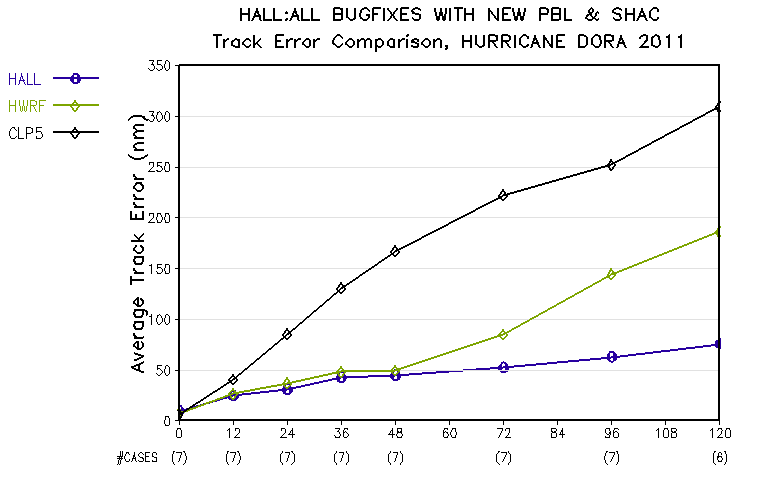 HALL:ALL BUGFIXES WITH NEW PBL & SHAC
Track Error Comparison, HURRICANE DORA 2011
HALL
HWRF
CLP5
Average Track Error (nm)
350
300
250
200
150
100
50
0
0 12 24 36 48 60 72 84 96 108 120
#CASES (7) (7) (7) (7) (7) (7) (7) (6)